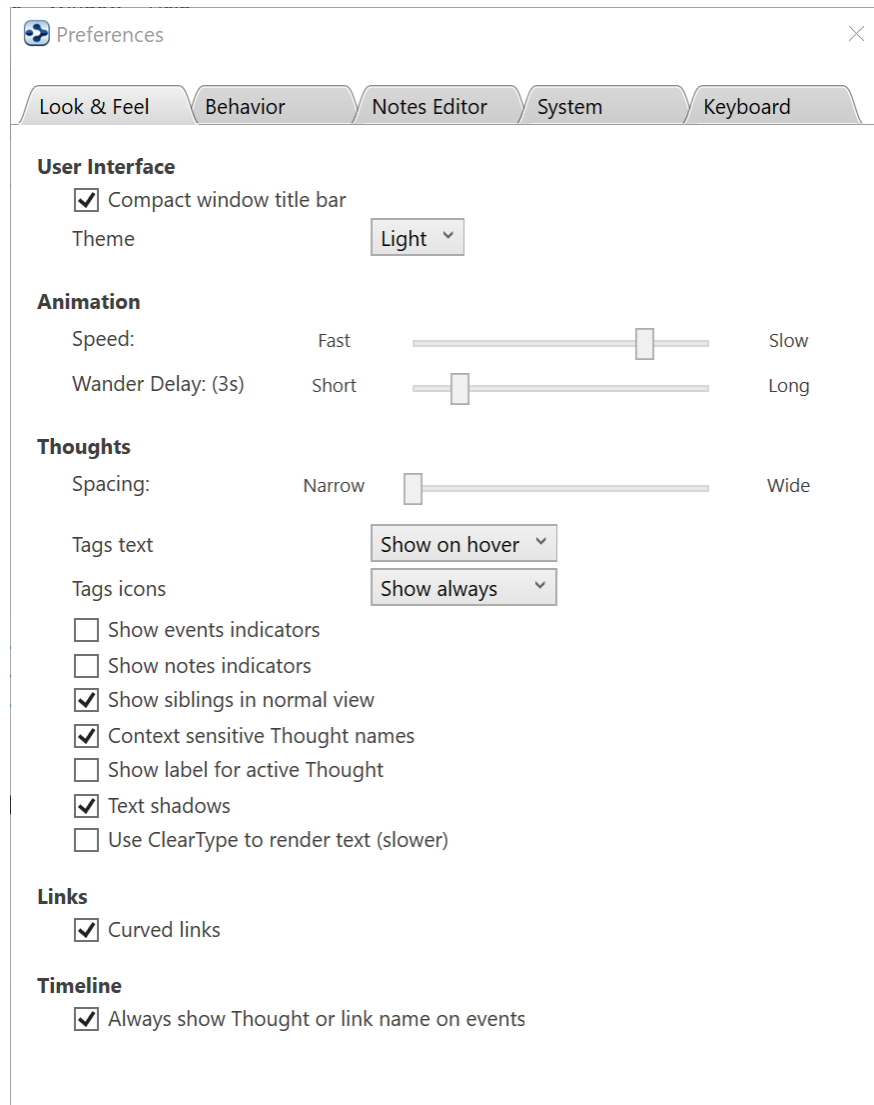 Preferences
Look & Feel Behavior Notes Editor System Keyboard
User Interface
Compact window title bar
Theme Light
Animation
Speed: Fast Slow
Wander Delay: (3s) Short Long
Thoughts
Spacing: Narrow Wide
Tags text Show on hover
Tags icons Show always
Show events indicators
Show notes indicators
Show siblings in normal view
Context sensitive Thought names
Show label for active Thought
Text shadows
Use ClearType to render text (slower)
Links
Curved links
Timeline
Always show Thought or link name on events